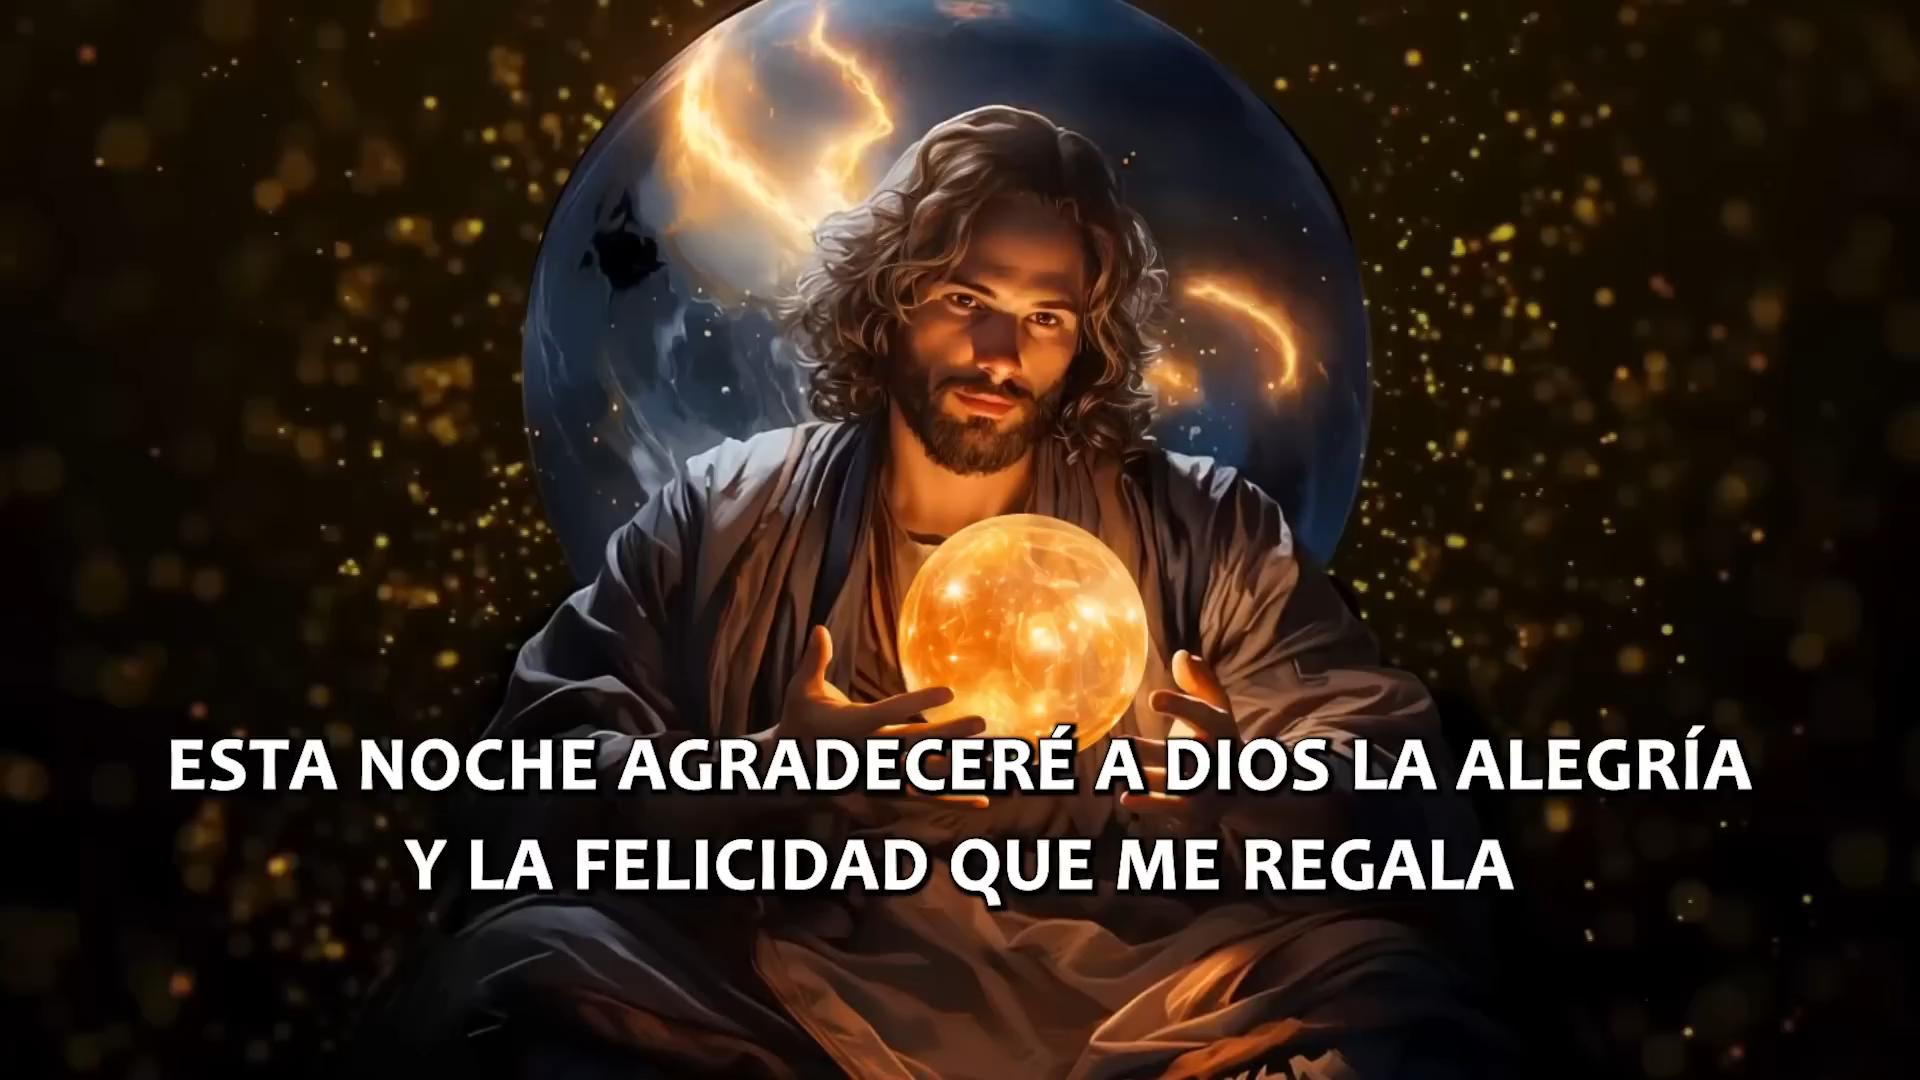 ESTA NOCHE AGRADECERÉ A DIOS LA ALEGRÍA
Y LA FELICIDAD QUE ME REGALA